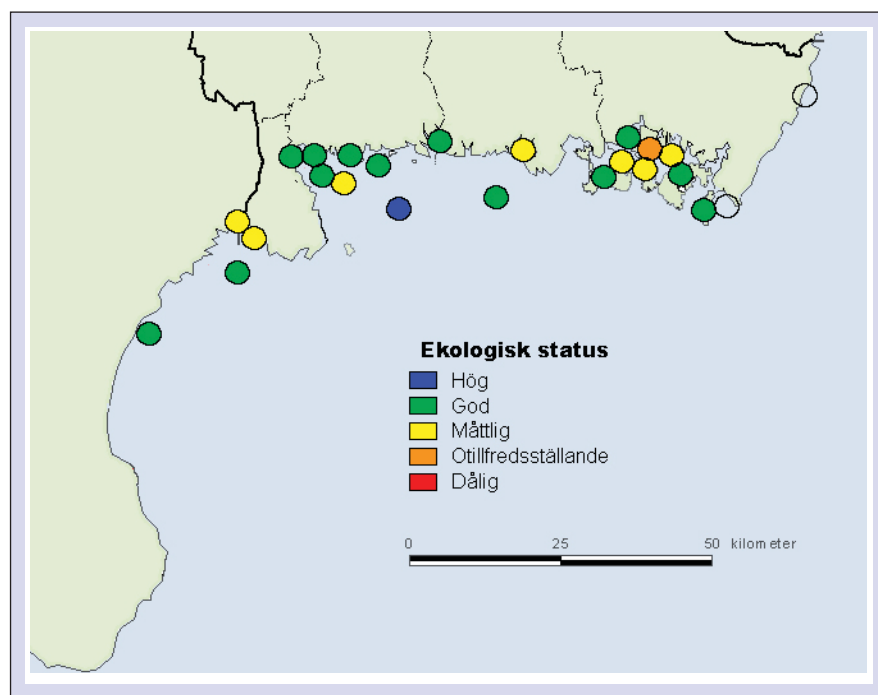 Ekologisk status
Hög
God
Måttlig
Otillfredsställande
Dålig
0 25 50 kilometer